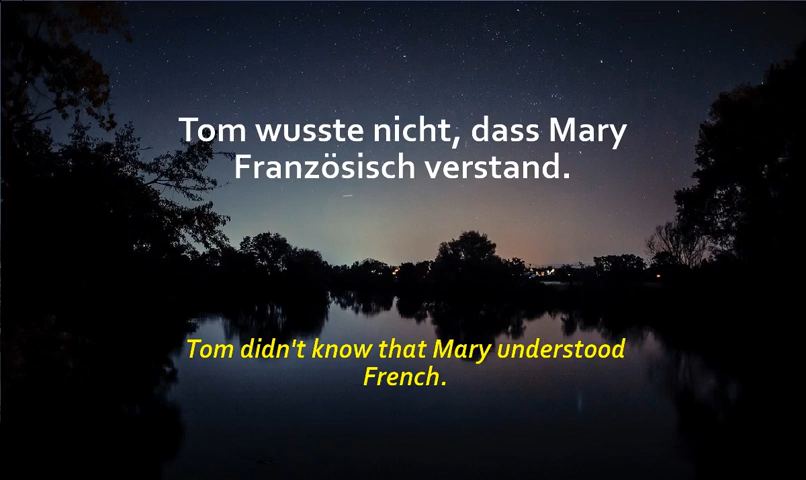 Tom wusste nicht, dass Mary
Französisch verstand.
Tom didn't know that Mary understood
French.